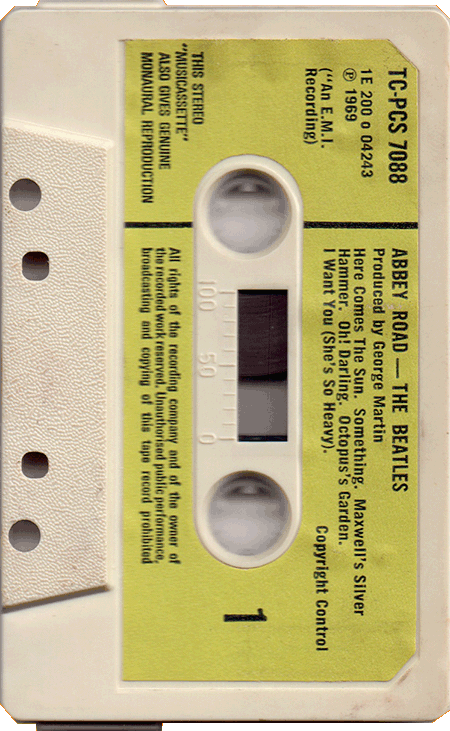 TC-PCS 7088
1E 200 o 04243
℗ 1969
("An E.M.I.
Recording)
THIS STEREO
"MUSICASSETTE"
ALSO GIVES GENUINE
MONAURAL REPRODUCTION
ABBEY ROAD — THE BEATLES
Produced by George Martin
Here Comes The Sun. Something. Maxwell's Silver
Hammer. Oh! Darling. Octopus's Garden.
I Want You (She's So Heavy).
Copyright Control
100 50 0
All rights of the recording company and of the owner of
the recorded work reserved. Unauthorised public performance,
broadcasting and copying of this tape record prohibited
1